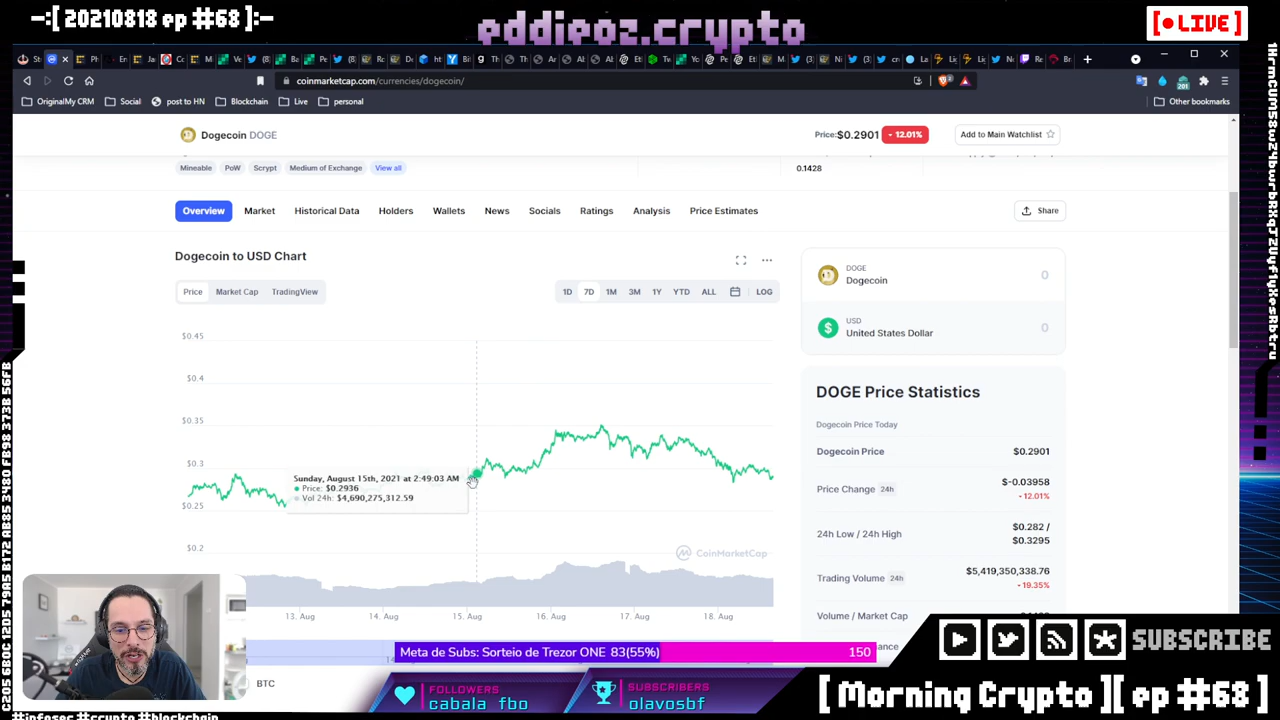 -:[ 20210818 ep #68 ]:-
eddieoz.crypto
[● LIVE]
coinmarketcap.com/currencies/dogecoin/
201
OriginalMy CRM
Social
post to HN
Blockchain
Live
personal
Other bookmarks
Dogecoin DOGE
Price:$0.2901
12.01%
Add to Main Watchlist
Mineable
PoW
Scrypt
Medium of Exchange
View all
0.1428
Overview
Market
Historical Data
Holders
Wallets
News
Socials
Ratings
Analysis
Price Estimates
Share
Dogecoin to USD Chart
Price
Market Cap
TradingView
1D
7D
1M
3M
1Y
YTD
ALL
LOG
DOGE
Dogecoin
0
USD
United States Dollar
0
$0.45
$0.4
$0.35
$0.3
$0.25
$0.2
Sunday, August 15th, 2021 at 2:49:03 AM
Price: $0.2936
Vol 24h: $4,690,275,312.59
CoinMarketCap
13. Aug
14. Aug
15. Aug
16. Aug
17. Aug
18. Aug
DOGE Price Statistics
Dogecoin Price Today
Dogecoin Price
$0.2901
Price Change 24h
$-0.03958
12.01%
24h Low / 24h High
$0.282 /
$0.3295
Trading Volume 24h
$5,419,350,338.76
19.35%
Volume / Market Cap
BTC
Meta de Subs: Sorteio de Trezor ONE 83(55%)
150
SUBSCRIBE
FOLLOWERS
cabala_fbo
SUBSCRIBERS
olavosbf
[ Morning Crypto ][ ep #68 ]
#infosec #crypto #blockchain